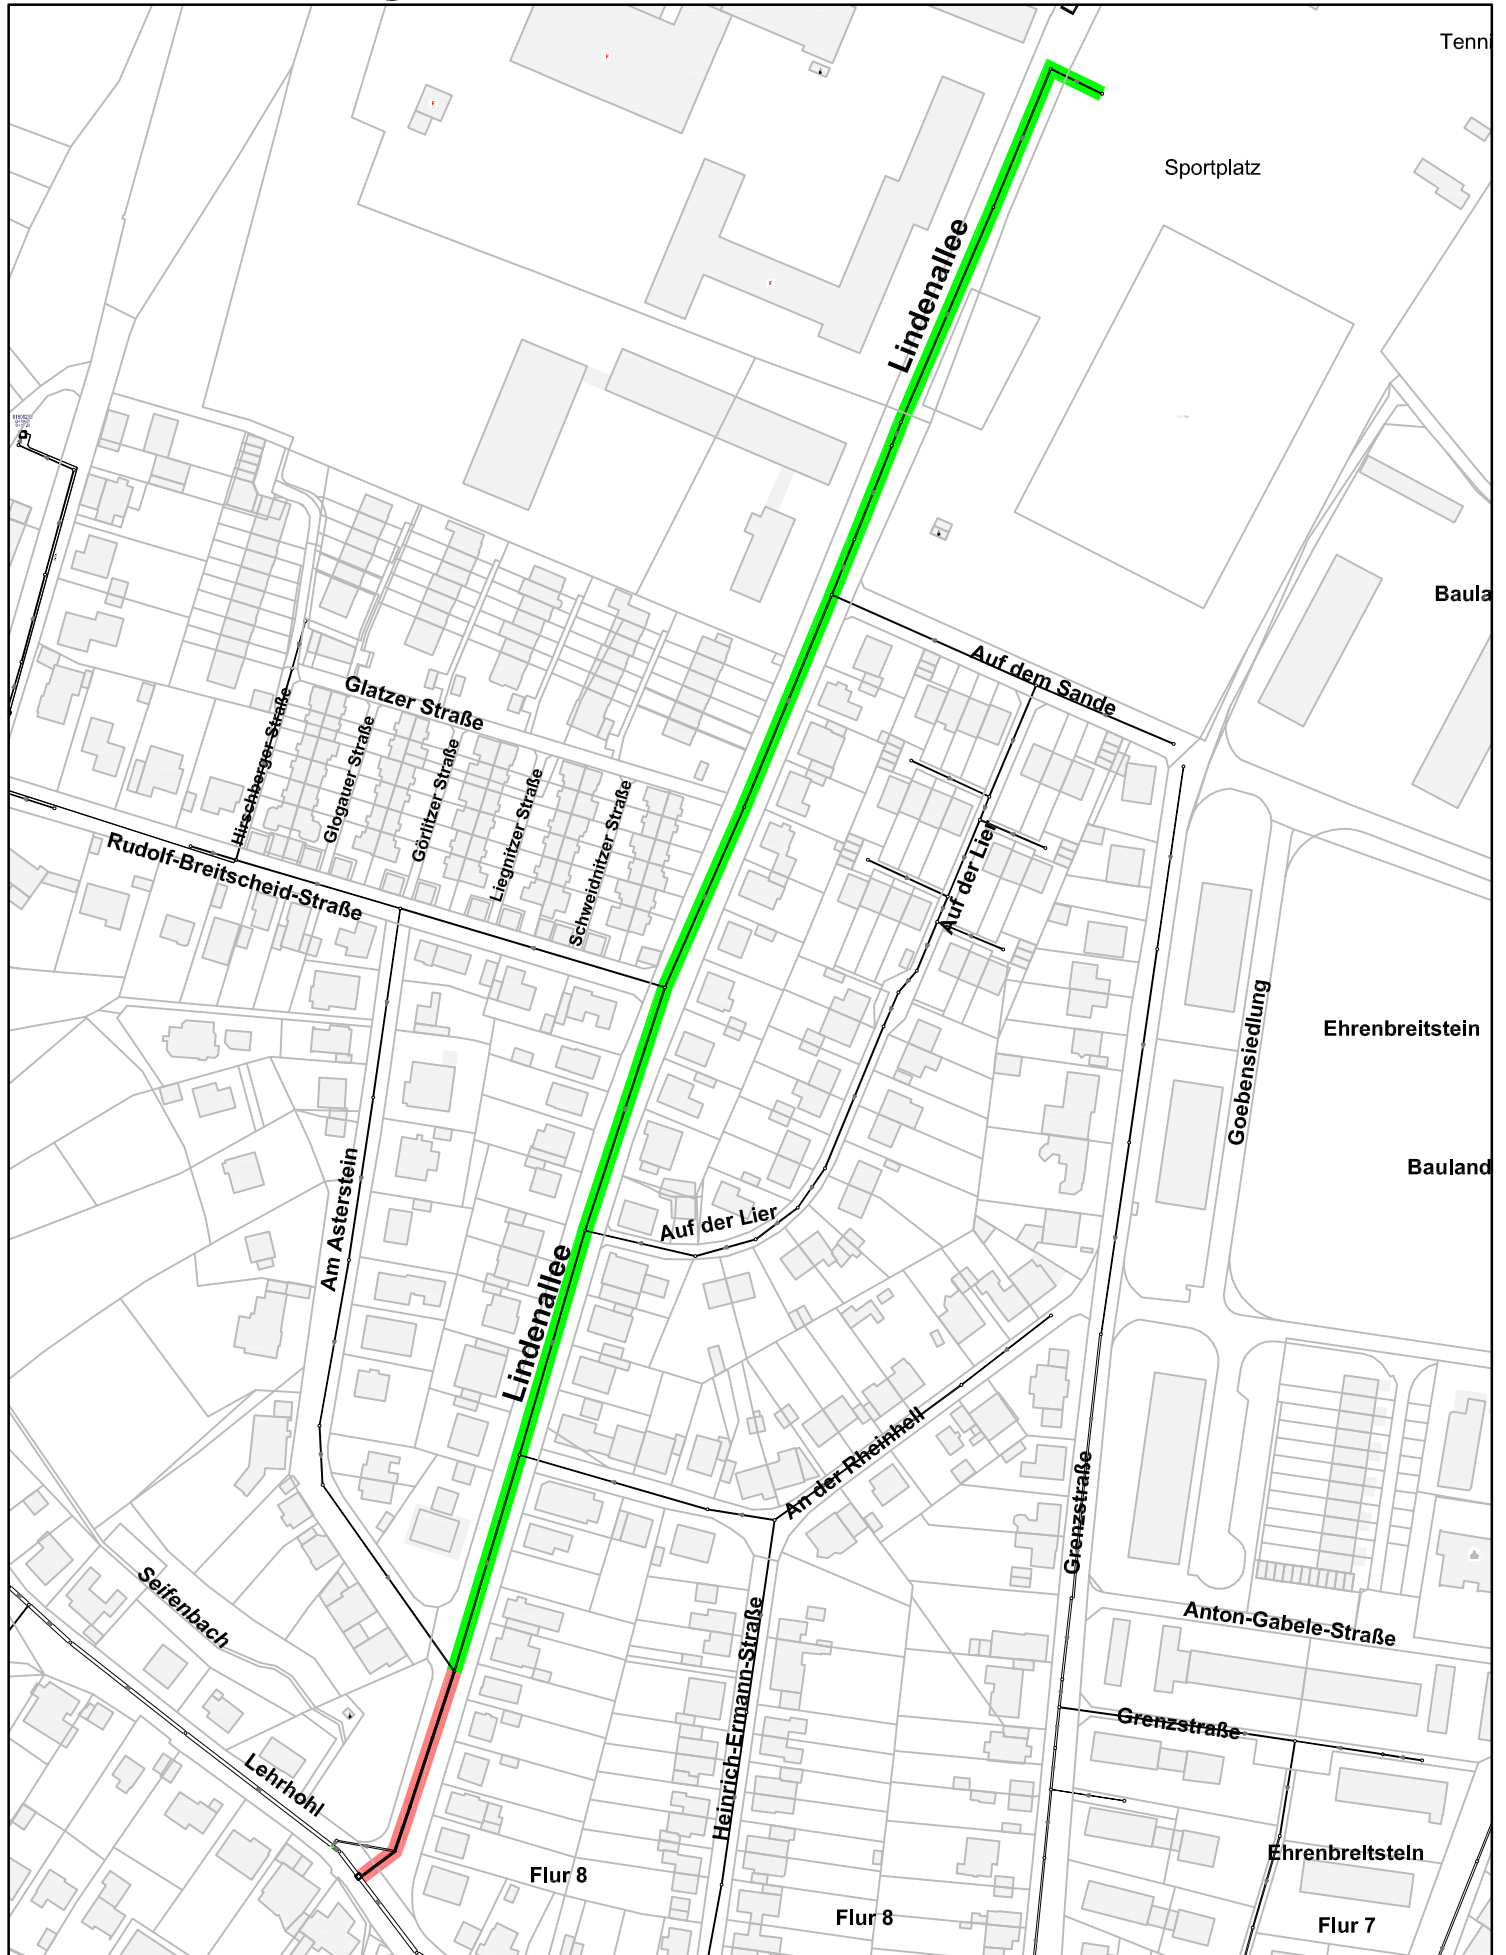 Tenni
Sportplatz
Lindenallee
F
F
F
Baula
Auf dem Sande
Glatzer Straße
Hirschberger Straße
Glogauer Straße
Görlitzer Straße
Liegnitzer Straße
Schweidnitzer Straße
Rudolf-Breitscheid-Straße
Auf der Lier
Goebensiedlung
Ehrenbreitstein
Bauland
Am Asterstein
Auf der Lier
Lindenallee
An der Rheinhell
Grenzstraße
Seifenbach
Heinrich-Ermann-Straße
Anton-Gabele-Straße
Grenzstraße
Lehrhohl
Ehrenbreitstein
Flur 8
Flur 8
Flur 7